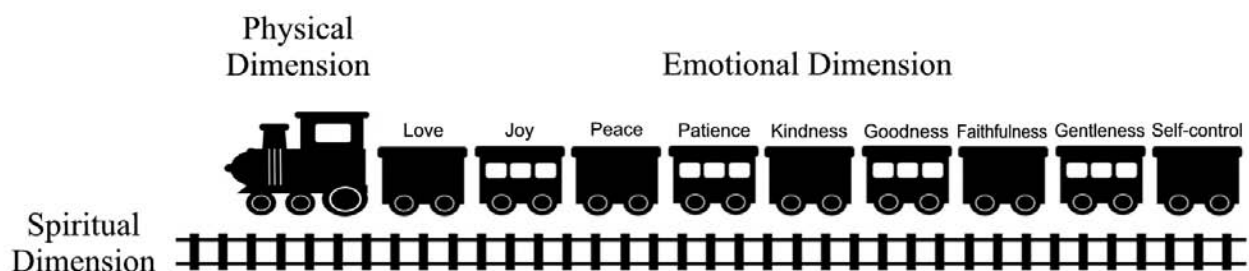 Physical
Dimension
Emotional Dimension
Love Joy Peace Patience Kindness Goodness Faithfulness Gentleness Self-control
Spiritual
Dimension